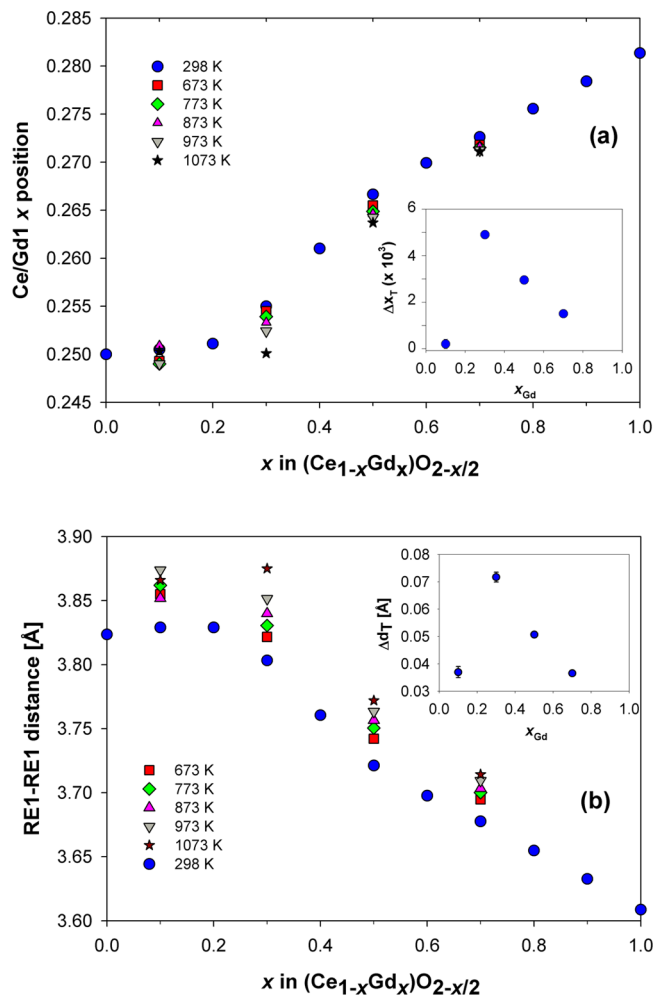 0.285
0.280
0.275
0.270
0.265
0.260
0.255
0.250
0.245
Ce/Gd1 x position
298 K
673 K
773 K
873 K
973 K
1073 K
(a)
6
4
2
0
Δx_T (x 10³)
0.0 0.2 0.4 0.6 0.8 1.0
x_Gd
0.0 0.2 0.4 0.6 0.8 1.0
x in (Ce₁₋ₓGdₓ)O₂₋ₓ/₂
3.90
3.85
3.80
3.75
3.70
3.65
3.60
RE1-RE1 distance [Å]
0.08
0.07
0.06
0.05
0.04
0.03
Δd_T [Å]
0.0 0.2 0.4 0.6 0.8 1.0
x_Gd
673 K
773 K
873 K
973 K
1073 K
298 K
(b)
0.0 0.2 0.4 0.6 0.8 1.0
x in (Ce₁₋ₓGdₓ)O₂₋ₓ/₂